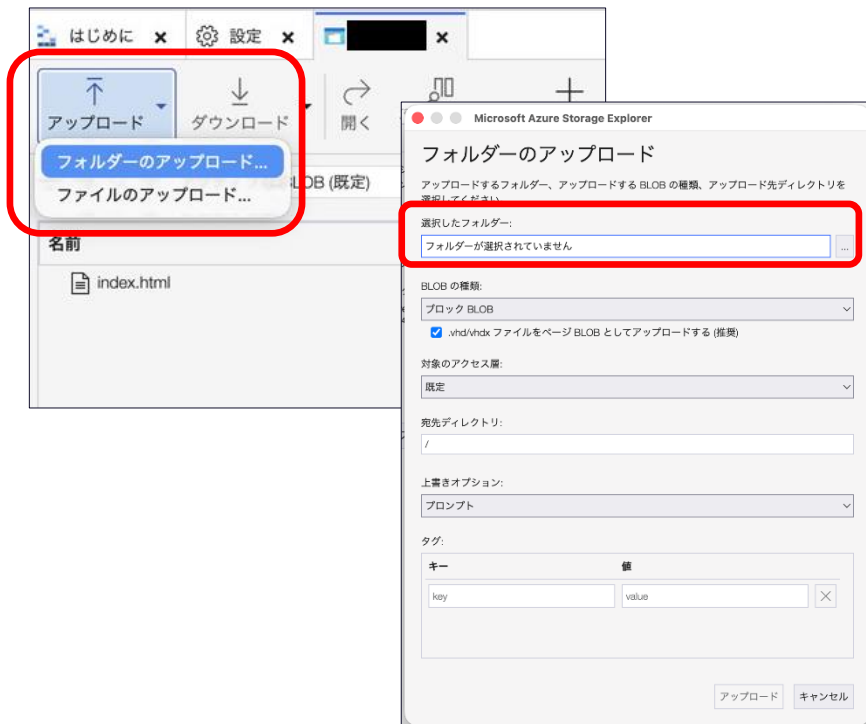 はじめに
設定
アップロード
ダウンロード
開く
フォルダーのアップロード...
ファイルのアップロード...
BLOB (既定)
名前
index.html
Microsoft Azure Storage Explorer
フォルダーのアップロード
アップロードするフォルダー、アップロードする BLOB の種類、アップロード先ディレクトリを
選択してください
選択したフォルダー:
フォルダーが選択されていません
...
BLOB の種類:
ブロック BLOB
.vhd/vhdx ファイルをページ BLOB としてアップロードする (推奨)
対象のアクセス層:
既定
宛先ディレクトリ:
/
上書きオプション:
プロンプト
タグ:
キー 値
key value
アップロード キャンセル